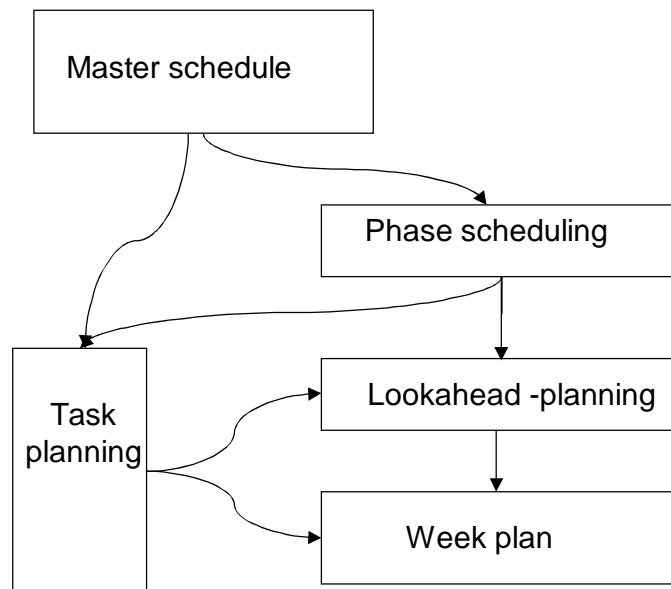 Master schedule
Phase scheduling
Task
planning
Lookahead -planning
Week plan